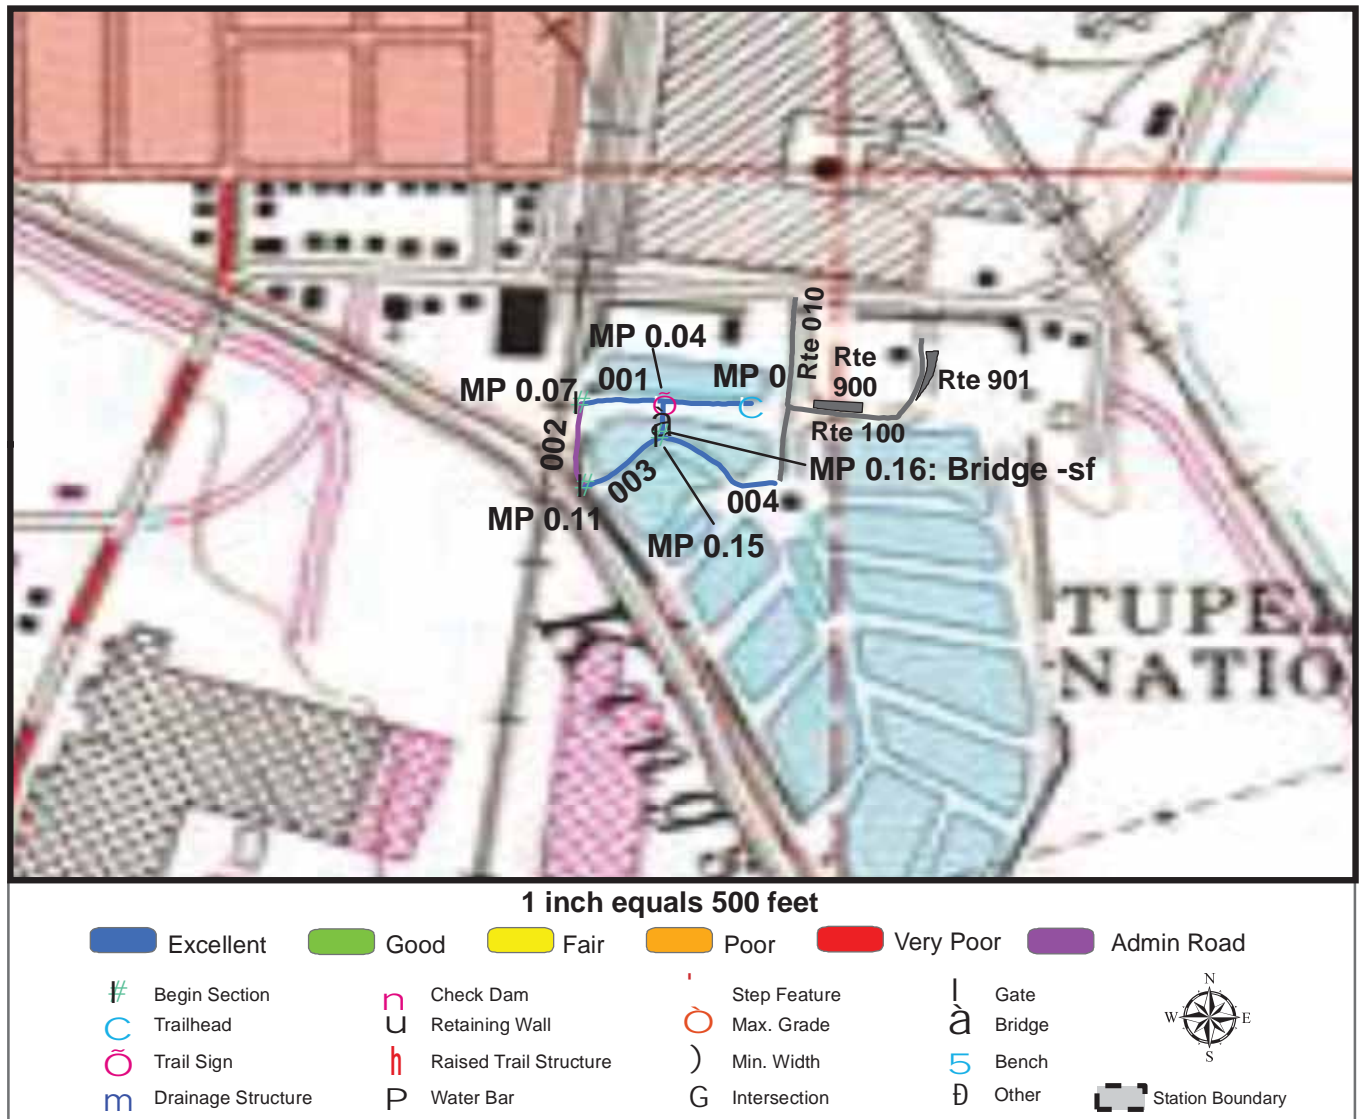 MP 0.04
Rte 010
MP 0.07
001
MP 0
Rte
900
Rte 901
002
Rte 100
MP 0.16: Bridge -sf
003
004
MP 0.11
MP 0.15
NATIO
1 inch equals 500 feet
Excellent
Good
Fair
Poor
Very Poor
Admin Road
Begin Section
Check Dam
Step Feature
Gate
Trailhead
Retaining Wall
Max. Grade
Bridge
Trail Sign
Raised Trail Structure
Min. Width
Bench
Drainage Structure
Water Bar
Intersection
Other
Station Boundary
N
W
E
S